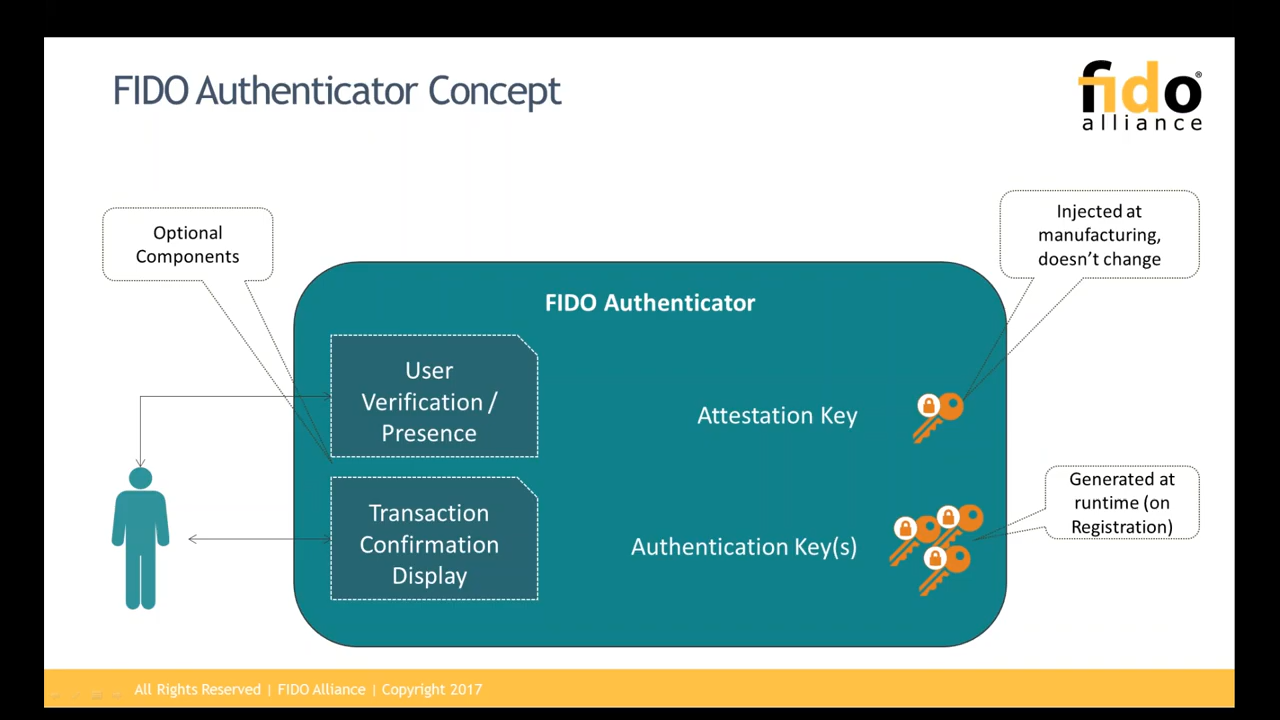 FIDO Authenticator Concept
fido®
alliance
Optional
Components
Injected at
manufacturing,
doesn't change
FIDO Authenticator
User
Verification /
Presence
Attestation Key
Transaction
Confirmation
Display
Authentication Key(s)
Generated at
runtime (on
Registration)
All Rights Reserved | FIDO Alliance | Copyright 2017